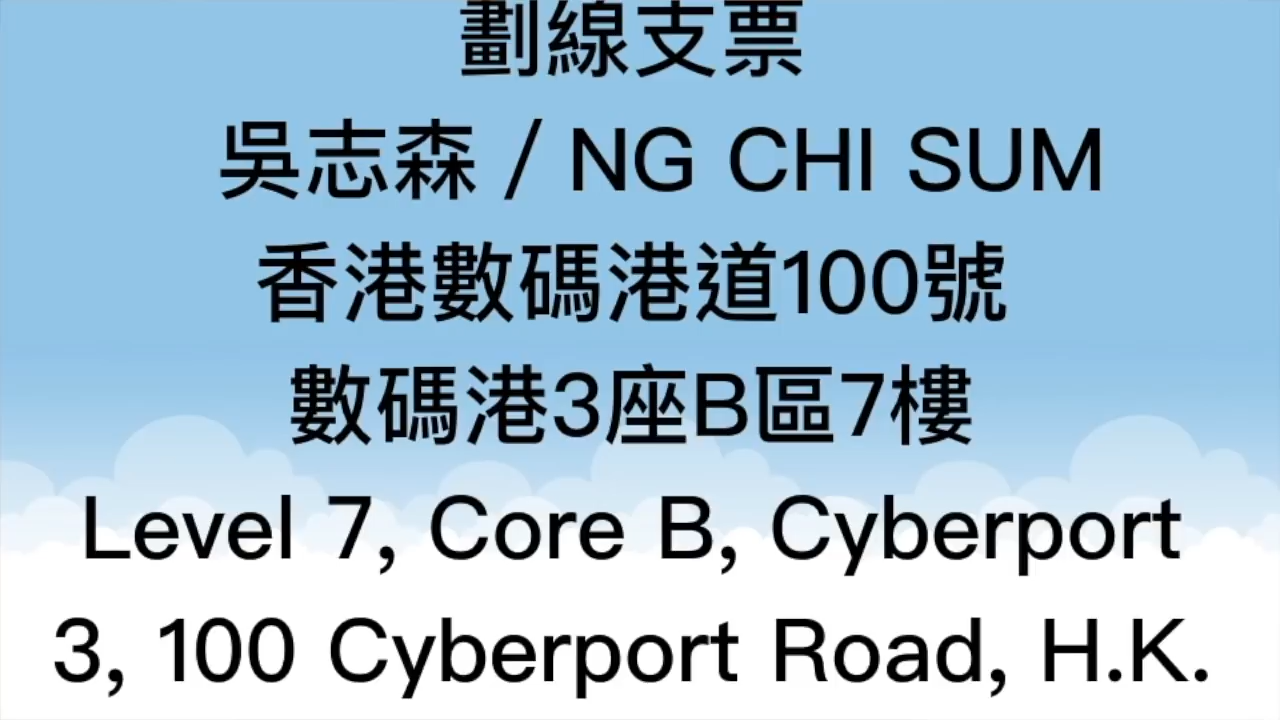 劃線支票
吳志森 / NG CHI SUM
香港數碼港道100號
數碼港3座B區7樓
Level 7, Core B, Cyberport
3, 100 Cyberport Road, H.K.